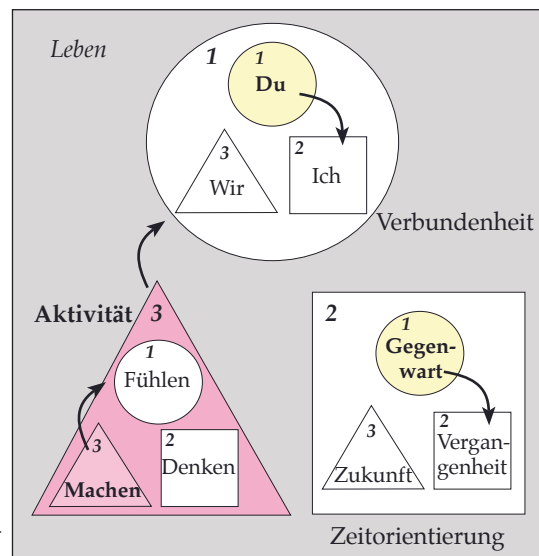 Leben
1
1
Du
3
Wir
2
Ich
Verbundenheit
Aktivität
3
1
Fühlen
3
Machen
2
Denken
2
1
Gegen-
wart
3
Zukunft
2
Vergan-
genheit
Zeitorientierung